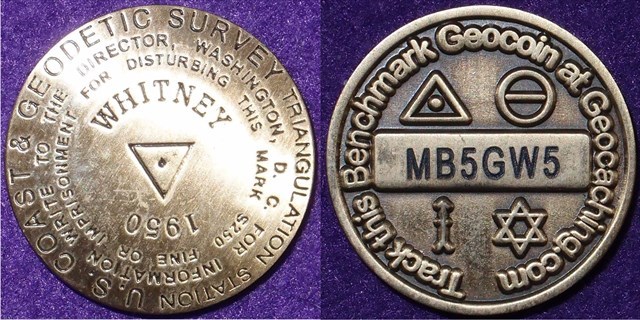 U.S. COAST & GEODETIC SURVEY
TRIANGULATION STATION
FOR INFORMATION WRITE TO THE DIRECTOR, WASHINGTON, D. C.
$250 FINE OR IMPRISONMENT FOR DISTURBING THIS MARK.
WHITNEY
1950
Track this Benchmark Geocoin at Geocaching.com
MB5GW5